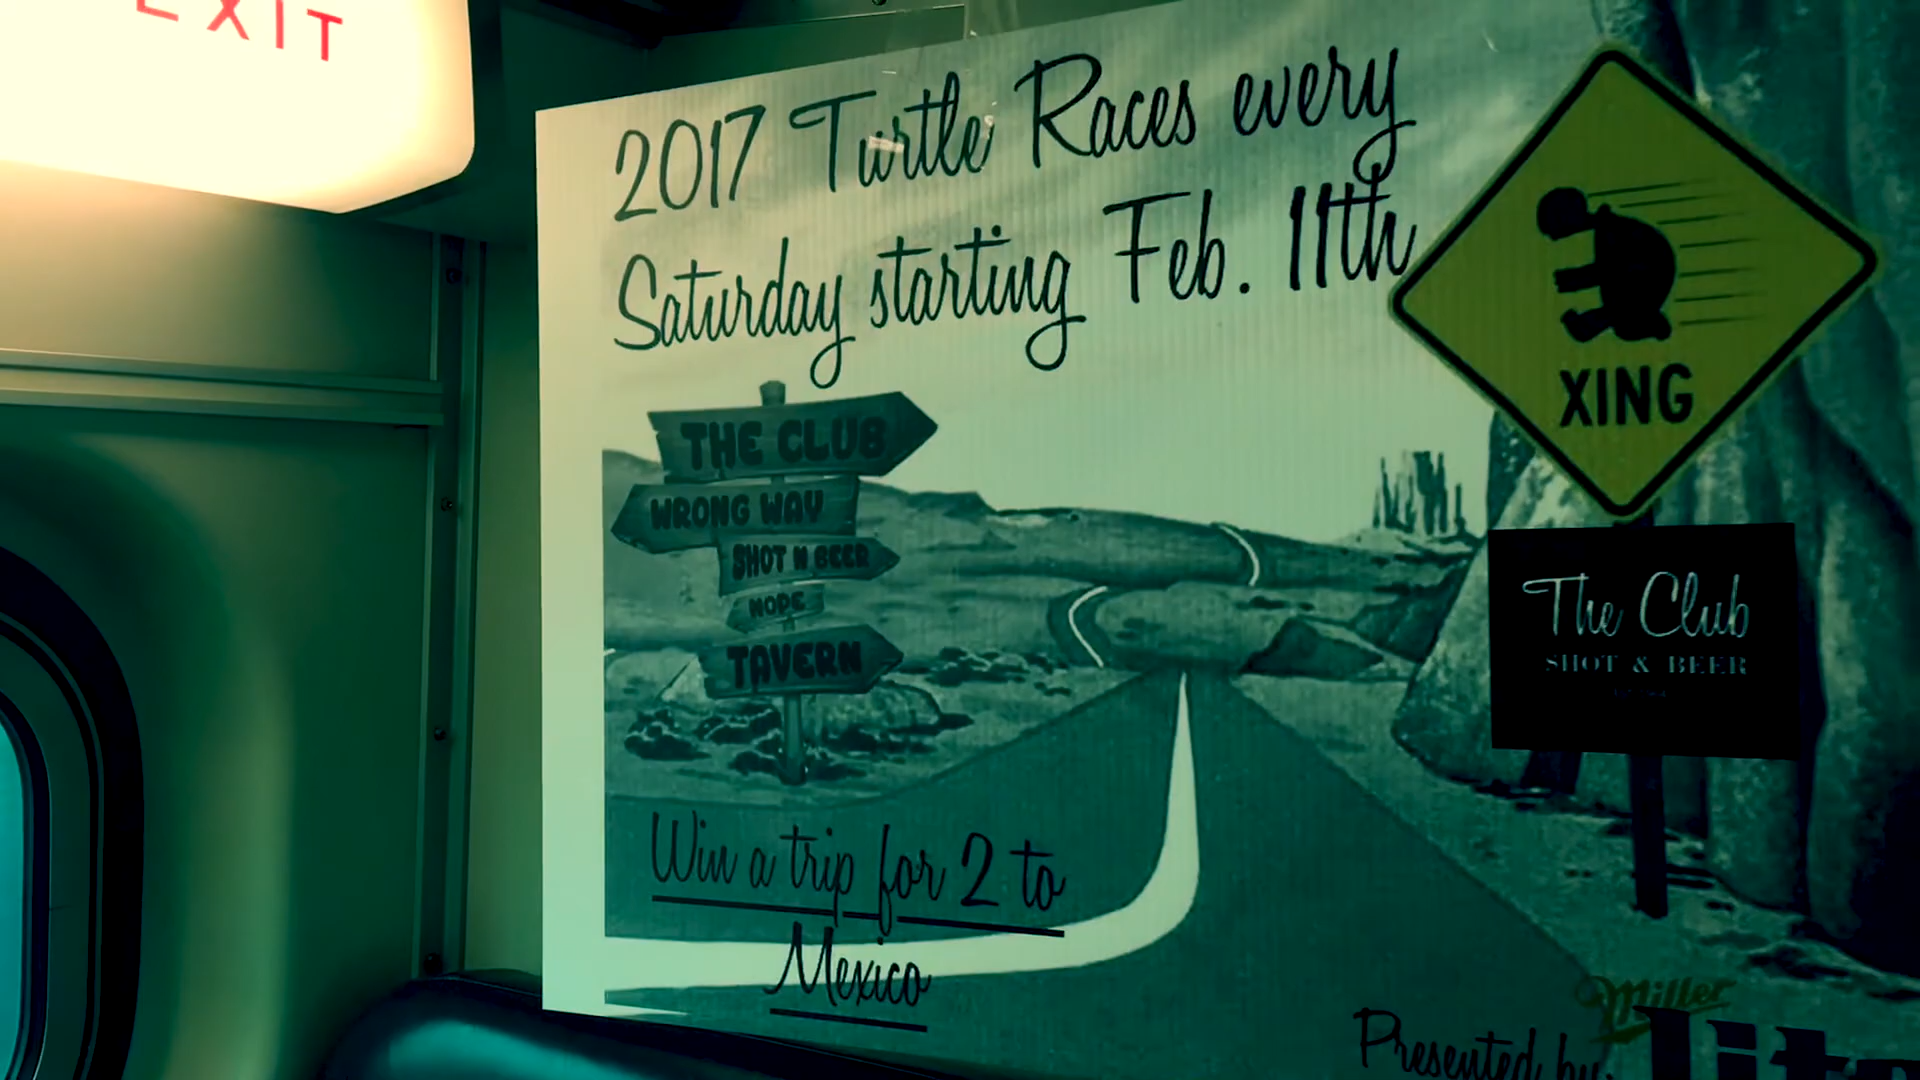 EXIT
2017 Turtle Races every
Saturday starting Feb. 11th
XING
THE CLUB
WRONG WAY
SHOT N BEER
NOPE
TAVERN
The Club
SHOT & BEER
Win a trip for 2 to
Mexico
Presented by:
Miller
lite